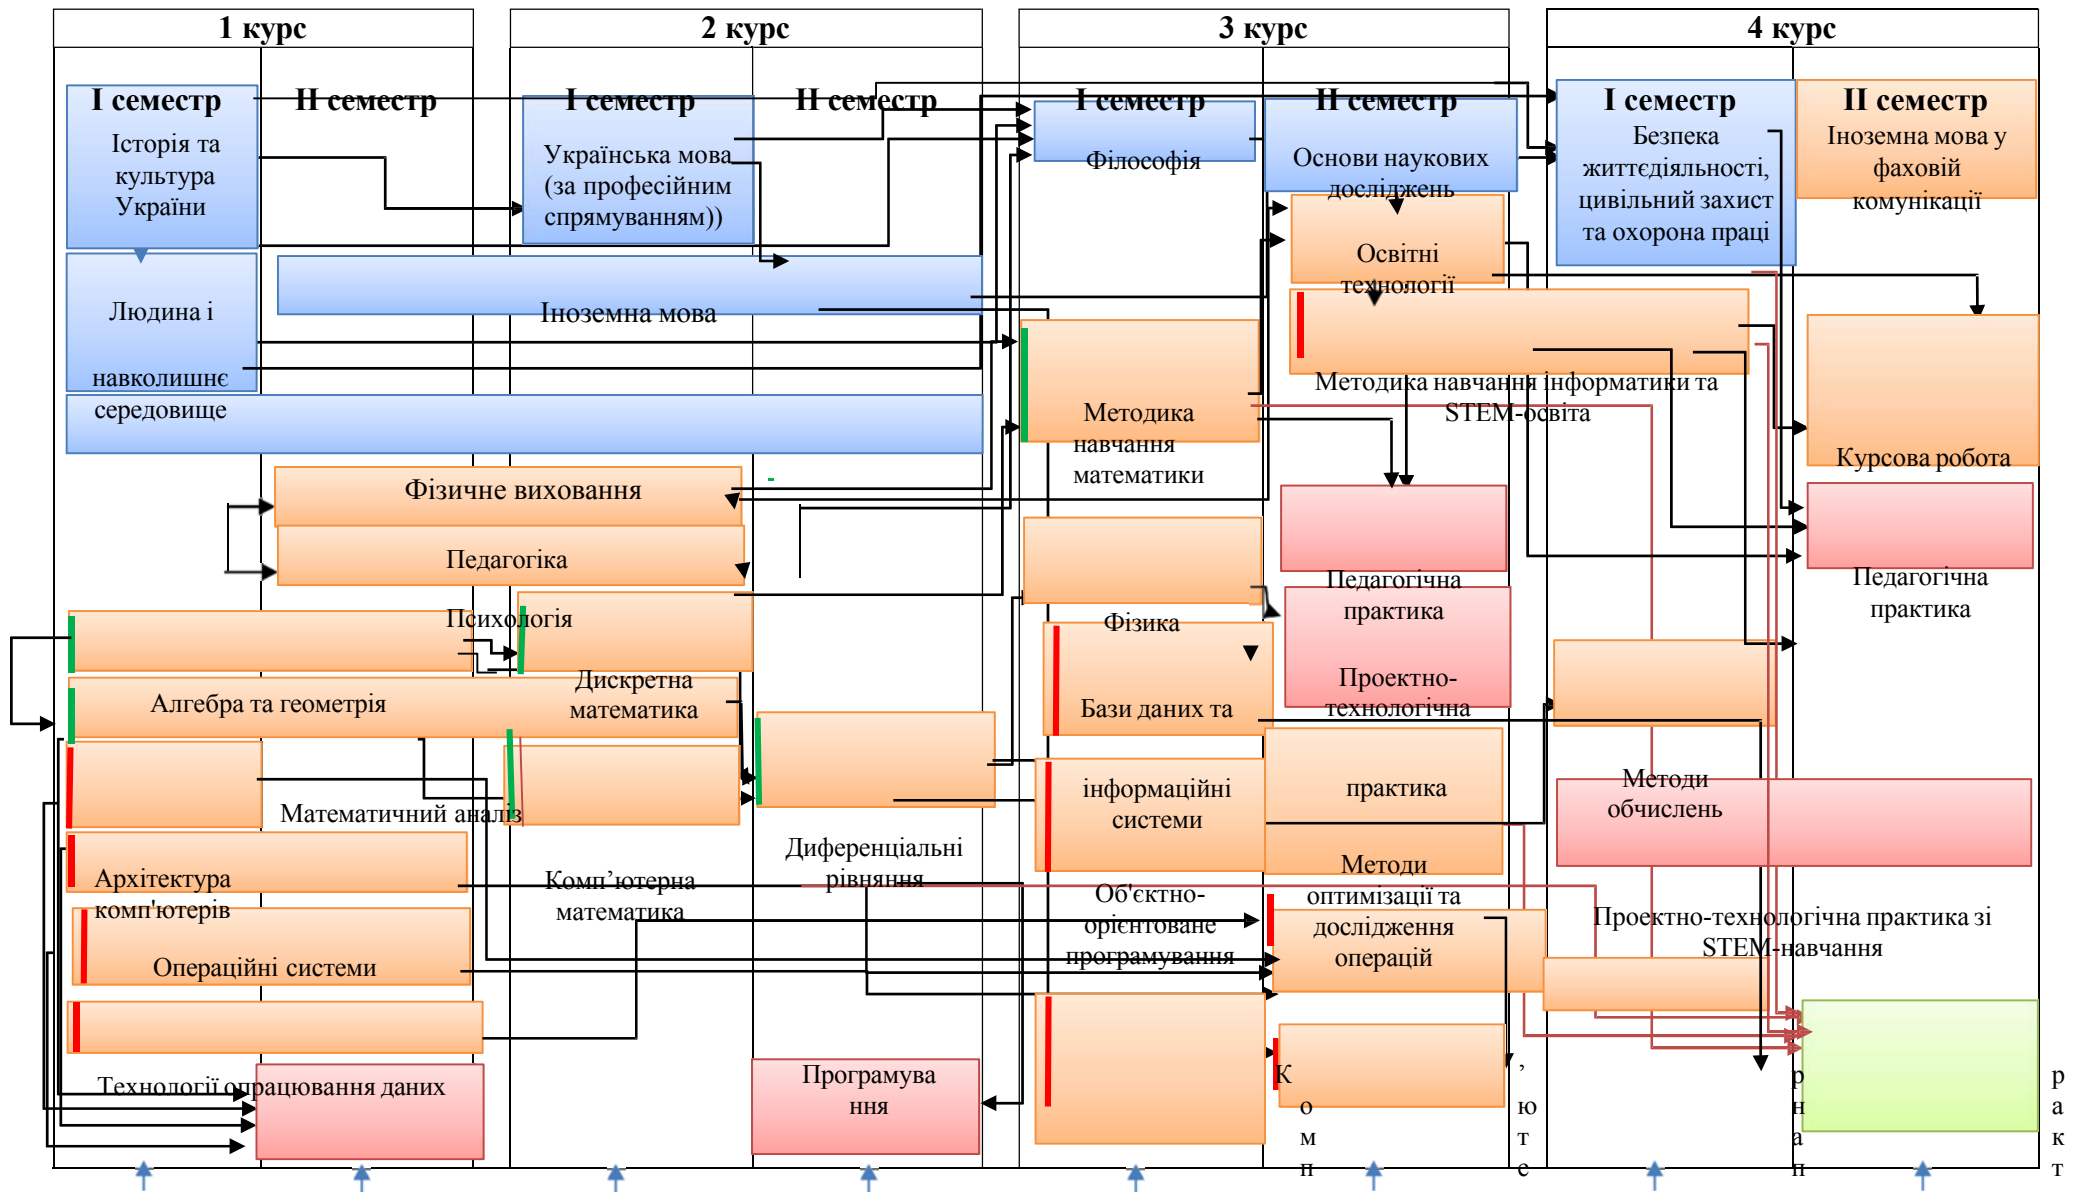 1 курс
2 курс
3 курс
4 курс
I семестр
II семестр
I семестр
II семестр
I семестр
II семестр
I семестр
II семестр
Історія та
культура
України
Українська мова
(за професійним
спрямуванням))
Філософія
Основи наукових
досліджень
Безпека
життєдіяльності,
цивільний захист
та охорона праці
Іноземна мова у
фаховій
комунікації
Освітні
технології
Людина і
навколишнє
середовище
Іноземна мова
Методика
навчання
математики
Методика навчання інформатики та
STEM-освіта
Курсова робота
Фізичне виховання
Педагогіка
Психологія
Фізика
Педагогічна
практика
Педагогічна
практика
Алгебра та геометрія
Дискретна
математика
Бази даних та
інформаційні
системи
Проектно-
технологічна
практика
Математичний аналіз
Методи
обчислень
Архітектура
комп'ютерів
Комп’ютерна
математика
Диференціальні
рівняння
Об'єктно-
орієнтоване
програмування
Методи
оптимізації та
дослідження
операцій
Проектно-технологічна практика зі
STEM-навчання
Операційні системи
Технології опрацювання даних
Програмува
ння
К
о
м
п
,
ю
т
е
р
н
а
п
р
а
к
т